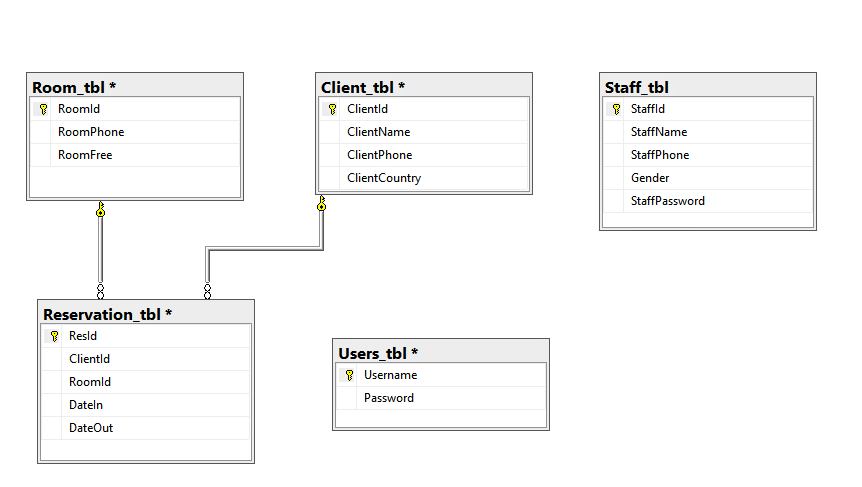 Room_tbl *
RoomId
RoomPhone
RoomFree
Client_tbl *
ClientId
ClientName
ClientPhone
ClientCountry
Staff_tbl
StaffId
StaffName
StaffPhone
Gender
StaffPassword
Reservation_tbl *
ResId
ClientId
RoomId
DateIn
DateOut
Users_tbl *
Username
Password